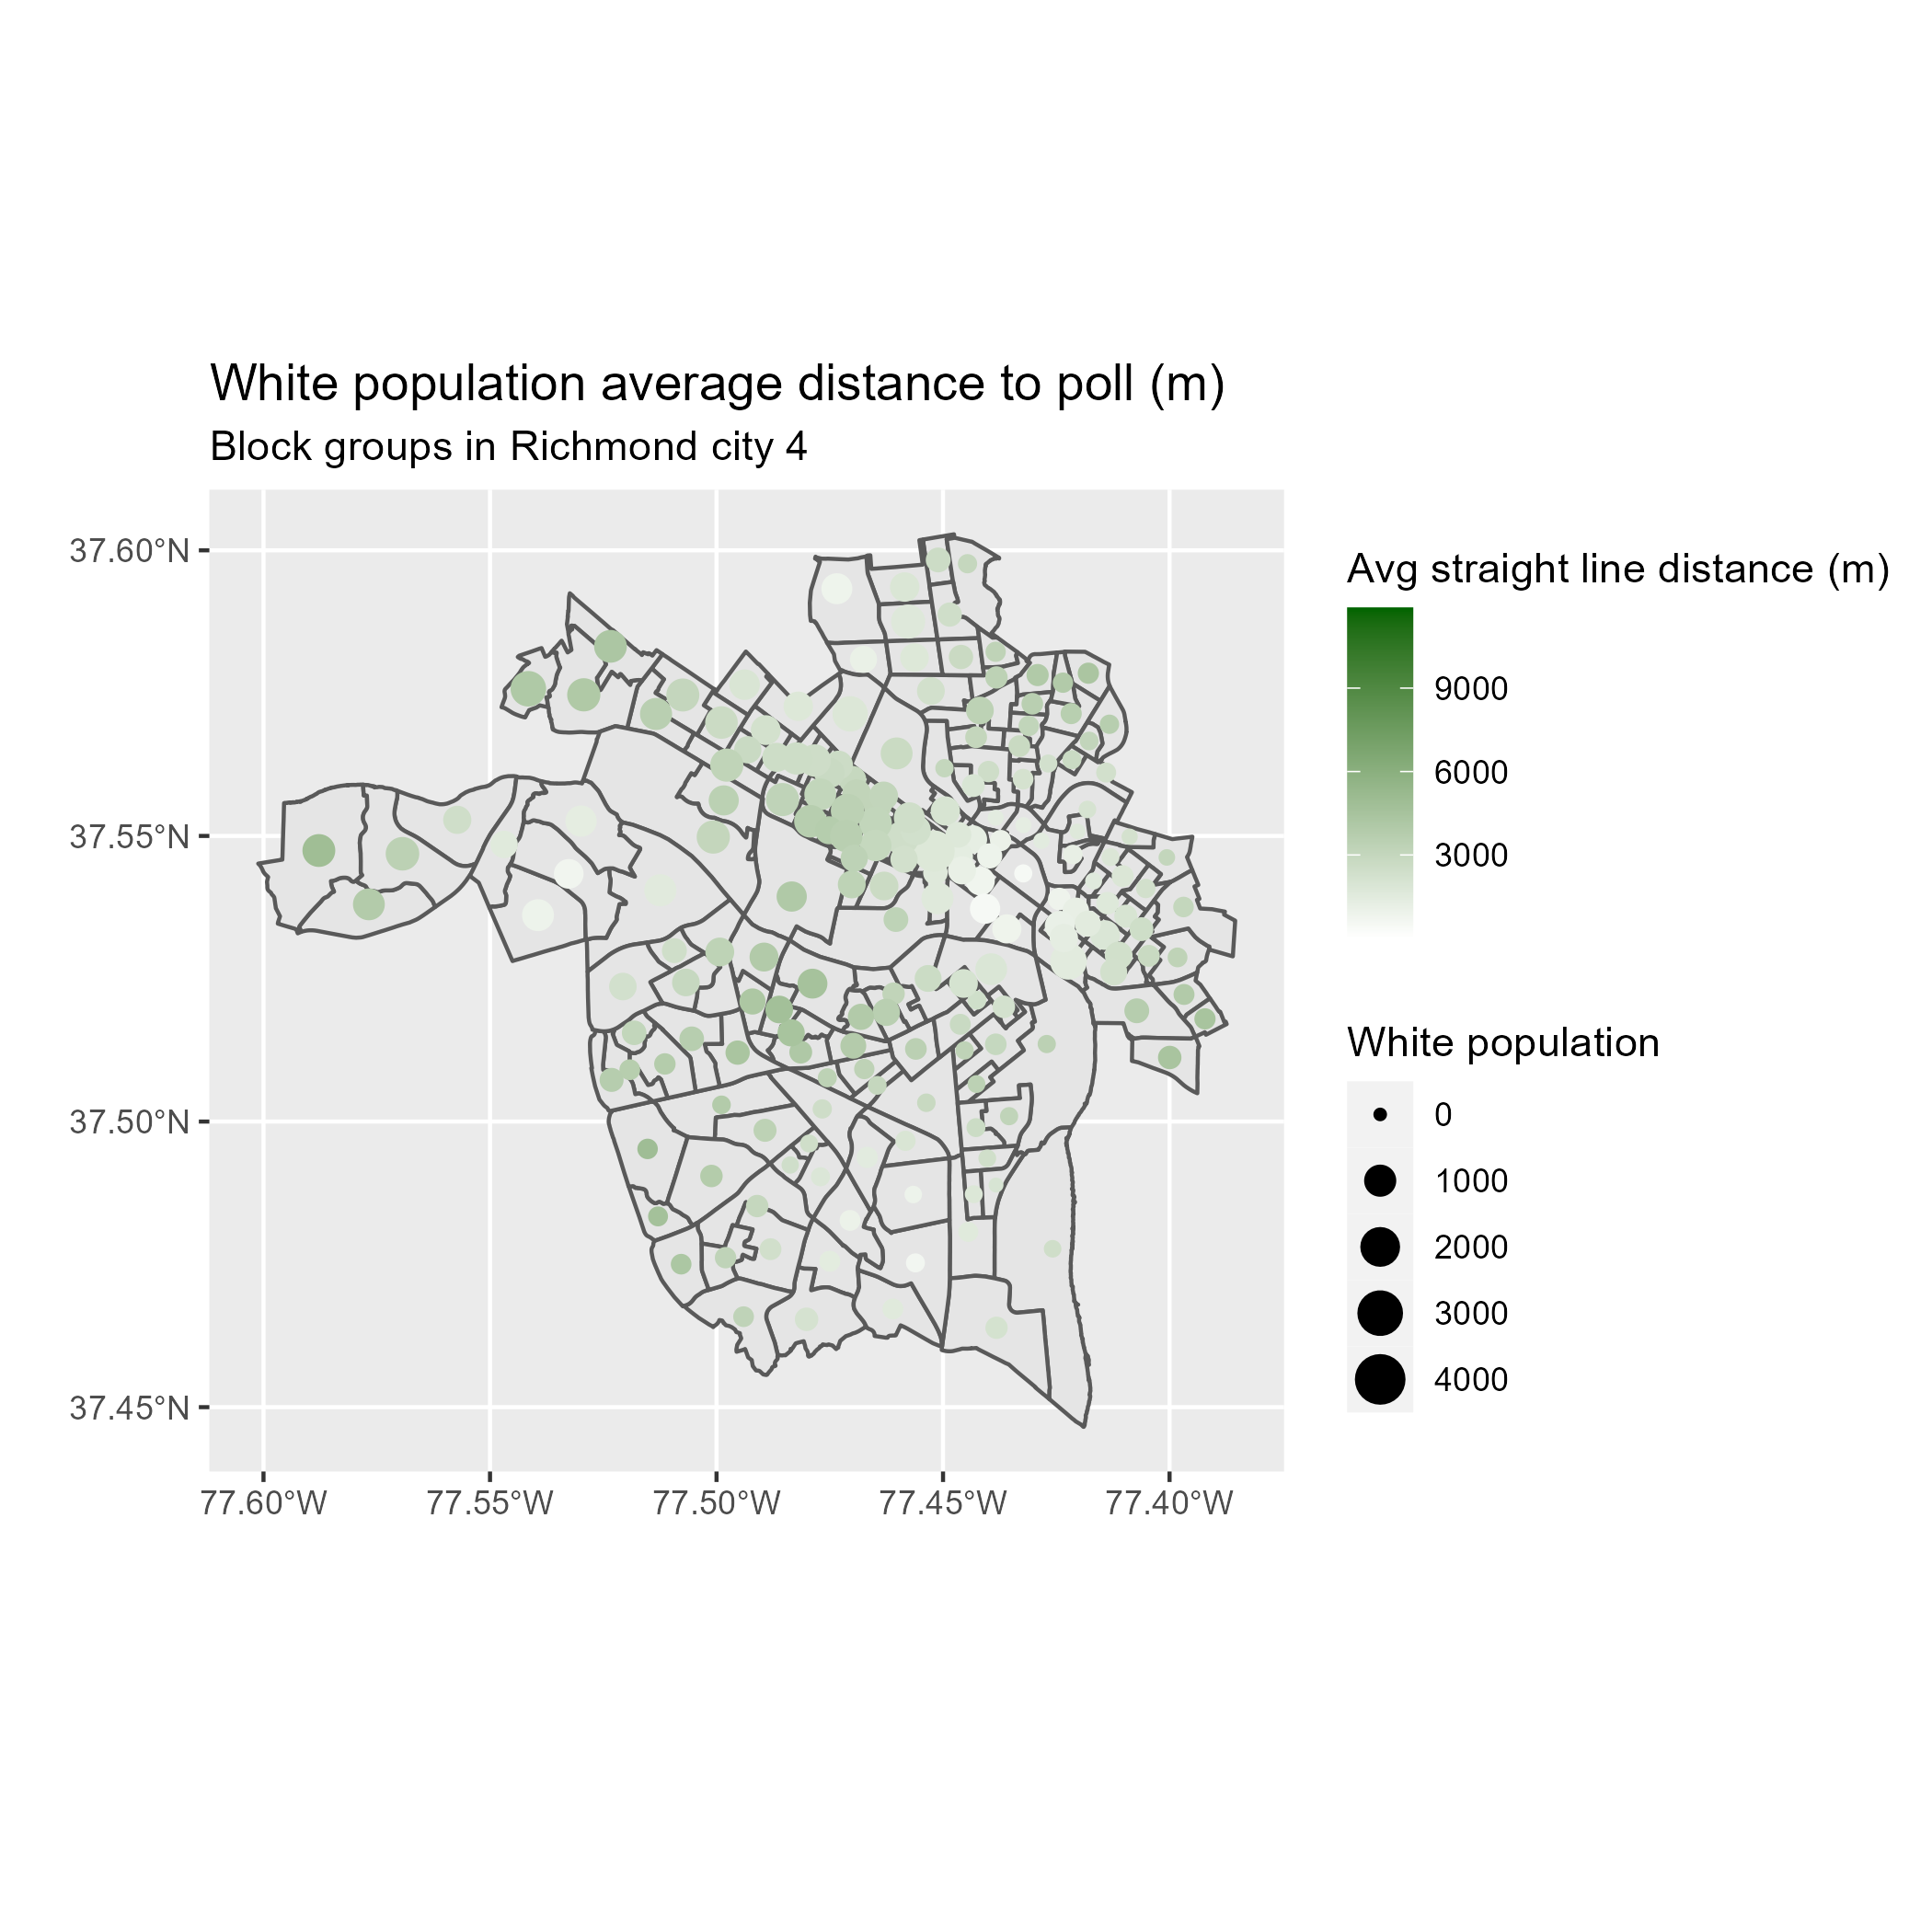 White population average distance to poll (m)
Block groups in Richmond city 4
37.60°N
37.55°N
37.50°N
37.45°N
77.60°W
77.55°W
77.50°W
77.45°W
77.40°W
Avg straight line distance (m)
9000
6000
3000
White population
0
1000
2000
3000
4000